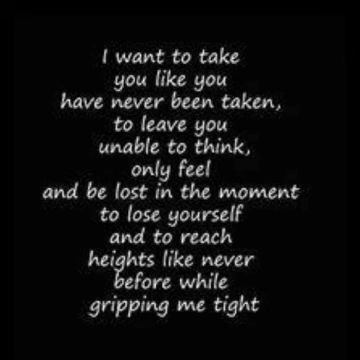 I want to take
you like you
have never been taken,
to leave you
unable to think,
only feel
and be lost in the moment
to lose yourself
and to reach
heights like never
before while
gripping me tight